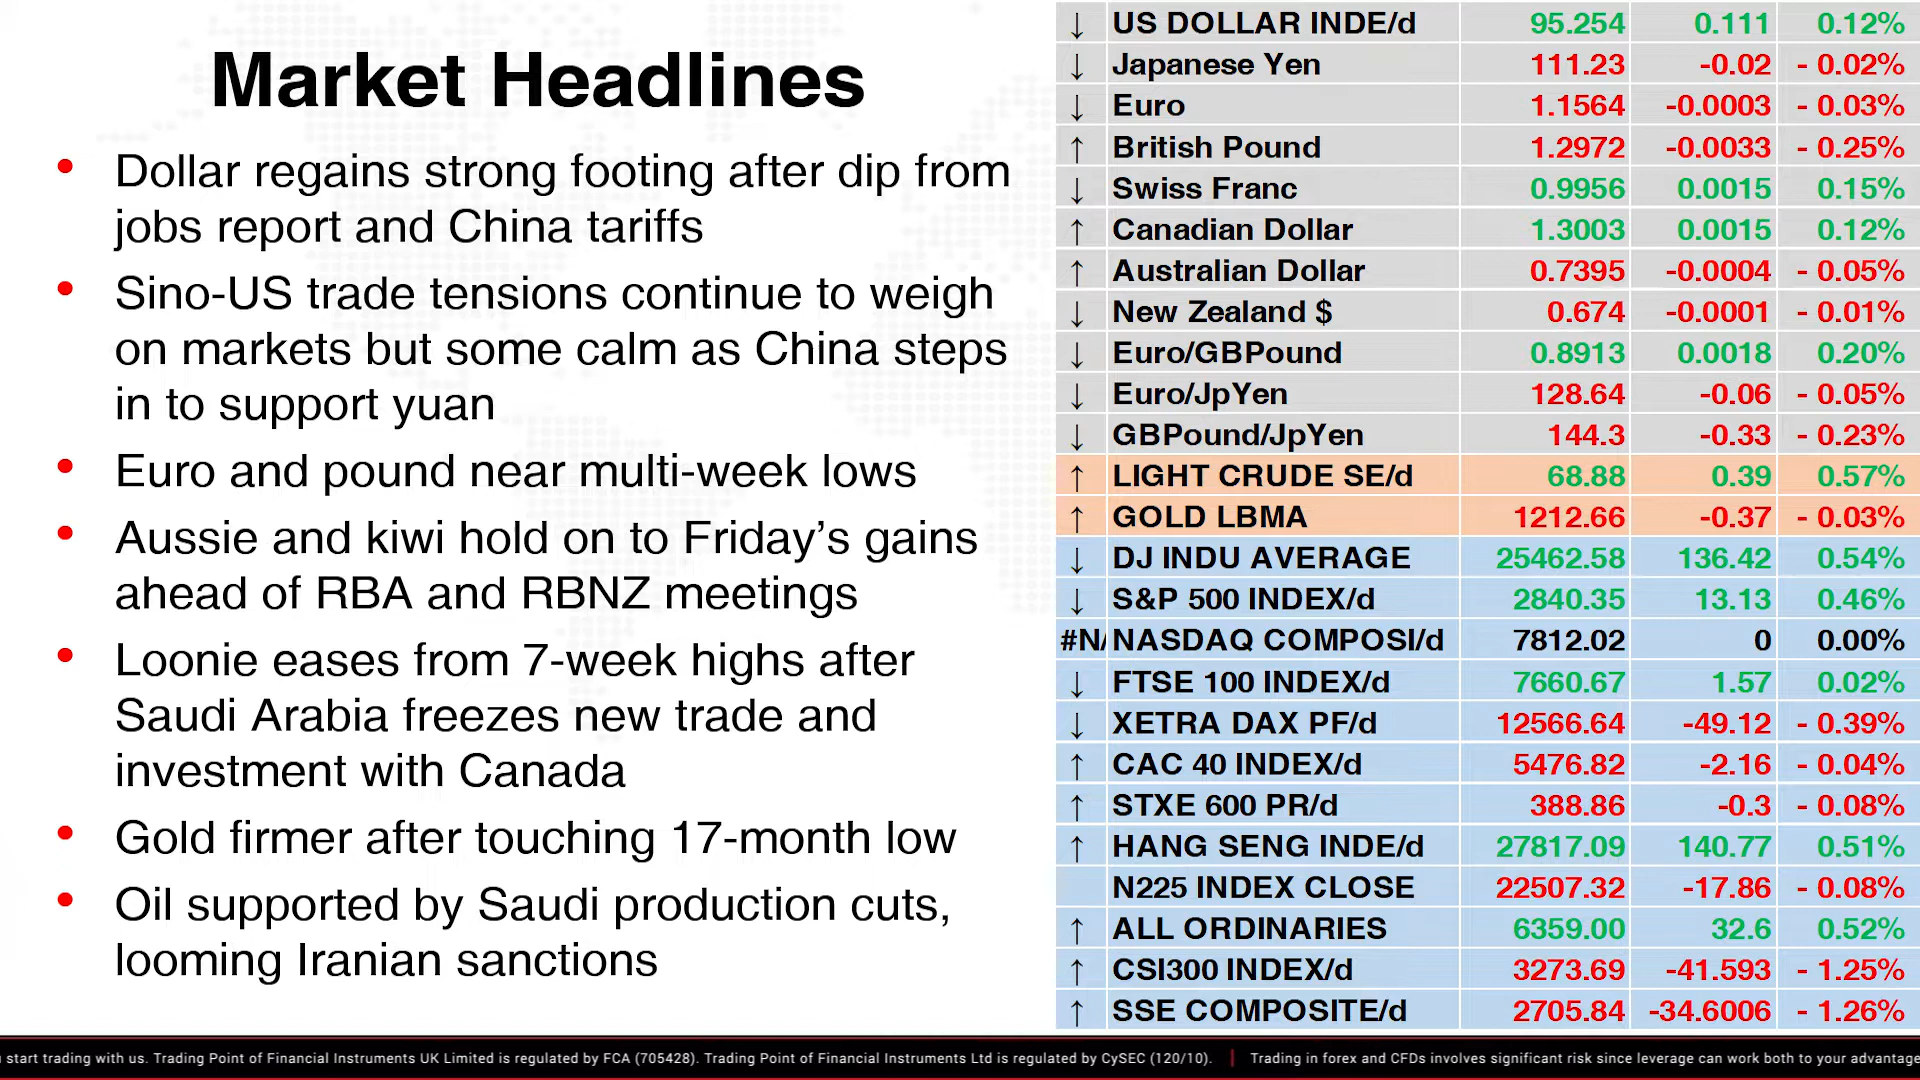 Market Headlines
• Dollar regains strong footing after dip from
jobs report and China tariffs
• Sino-US trade tensions continue to weigh
on markets but some calm as China steps
in to support yuan
• Euro and pound near multi-week lows
• Aussie and kiwi hold on to Friday’s gains
ahead of RBA and RBNZ meetings
• Loonie eases from 7-week highs after
Saudi Arabia freezes new trade and
investment with Canada
• Gold firmer after touching 17-month low
• Oil supported by Saudi production cuts,
looming Iranian sanctions
↓ US DOLLAR INDE/d 95.254 0.111 0.12%
↓ Japanese Yen 111.23 -0.02 - 0.02%
↓ Euro 1.1564 -0.0003 - 0.03%
↑ British Pound 1.2972 -0.0033 - 0.25%
↓ Swiss Franc 0.9956 0.0015 0.15%
↑ Canadian Dollar 1.3003 0.0015 0.12%
↑ Australian Dollar 0.7395 -0.0004 - 0.05%
↓ New Zealand $ 0.674 -0.0001 - 0.01%
↓ Euro/GBPound 0.8913 0.0018 0.20%
↓ Euro/JpYen 128.64 -0.06 - 0.05%
↓ GBPound/JpYen 144.3 -0.33 - 0.23%
↑ LIGHT CRUDE SE/d 68.88 0.39 0.57%
↑ GOLD LBMA 1212.66 -0.37 - 0.03%
↓ DJ INDU AVERAGE 25462.58 136.42 0.54%
↓ S&P 500 INDEX/d 2840.35 13.13 0.46%
#N/ NASDAQ COMPOSI/d 7812.02 0 0.00%
↓ FTSE 100 INDEX/d 7660.67 1.57 0.02%
↓ XETRA DAX PF/d 12566.64 -49.12 - 0.39%
↑ CAC 40 INDEX/d 5476.82 -2.16 - 0.04%
↑ STXE 600 PR/d 388.86 -0.3 - 0.08%
↑ HANG SENG INDE/d 27817.09 140.77 0.51%
N225 INDEX CLOSE 22507.32 -17.86 - 0.08%
↑ ALL ORDINARIES 6359.00 32.6 0.52%
↑ CSI300 INDEX/d 3273.69 -41.593 - 1.25%
↑ SSE COMPOSITE/d 2705.84 -34.6006 - 1.26%
start trading with us. Trading Point of Financial Instruments UK Limited is regulated by FCA (705428). Trading Point of Financial Instruments Ltd is regulated by CySEC (120/10). | Trading in forex and CFDs involves significant risk since leverage can work both to your advantage